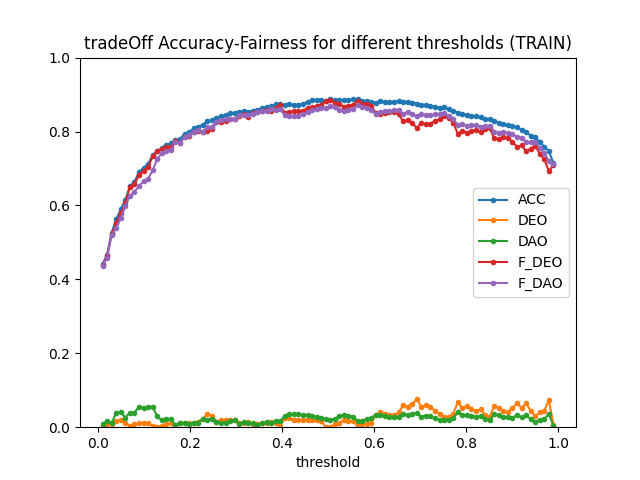 tradeOff Accuracy-Fairness for different thresholds (TRAIN)
1.0
0.8
0.6
0.4
0.2
0.0
ACC
DEO
DAO
F_DEO
F_DAO
0.0 0.2 0.4 0.6 0.8 1.0
threshold